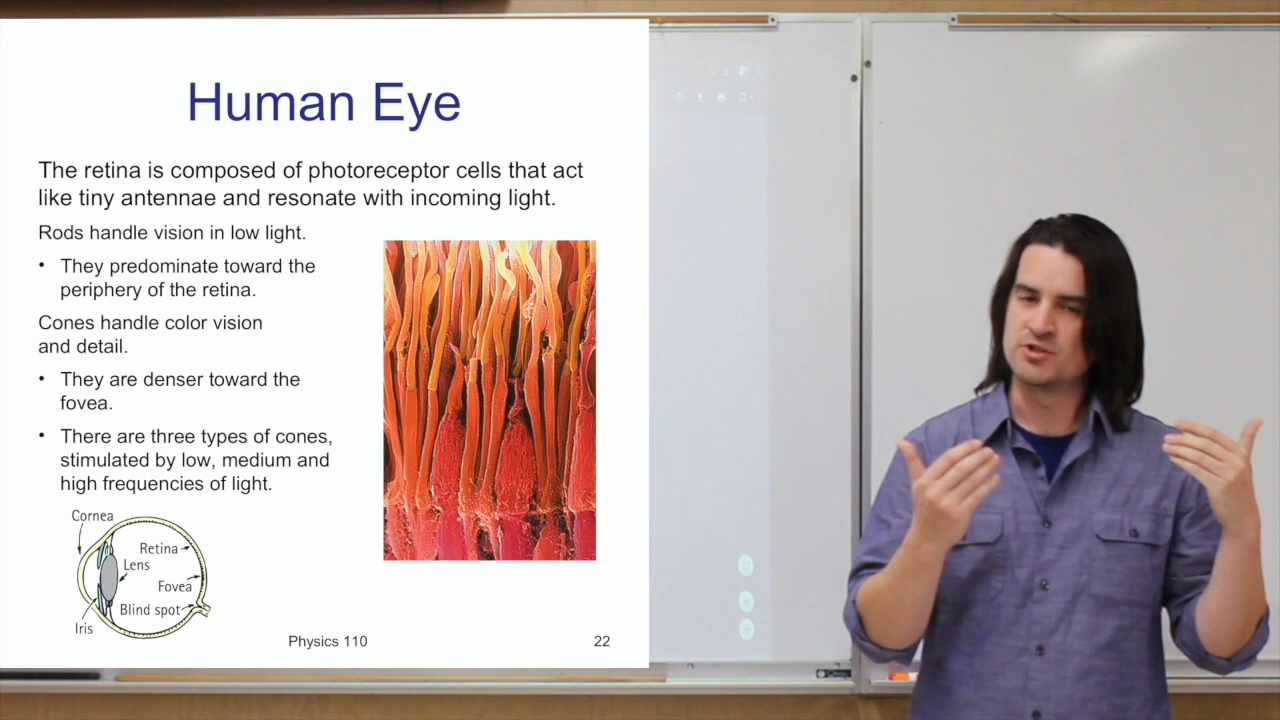 Human Eye
The retina is composed of photoreceptor cells that act
like tiny antennae and resonate with incoming light.
Rods handle vision in low light.
• They predominate toward the
periphery of the retina.
Cones handle color vision
and detail.
• They are denser toward the
fovea.
• There are three types of cones,
stimulated by low, medium and
high frequencies of light.
Cornea
Retina
Lens
Fovea
Blind spot
Iris
Physics 110
22